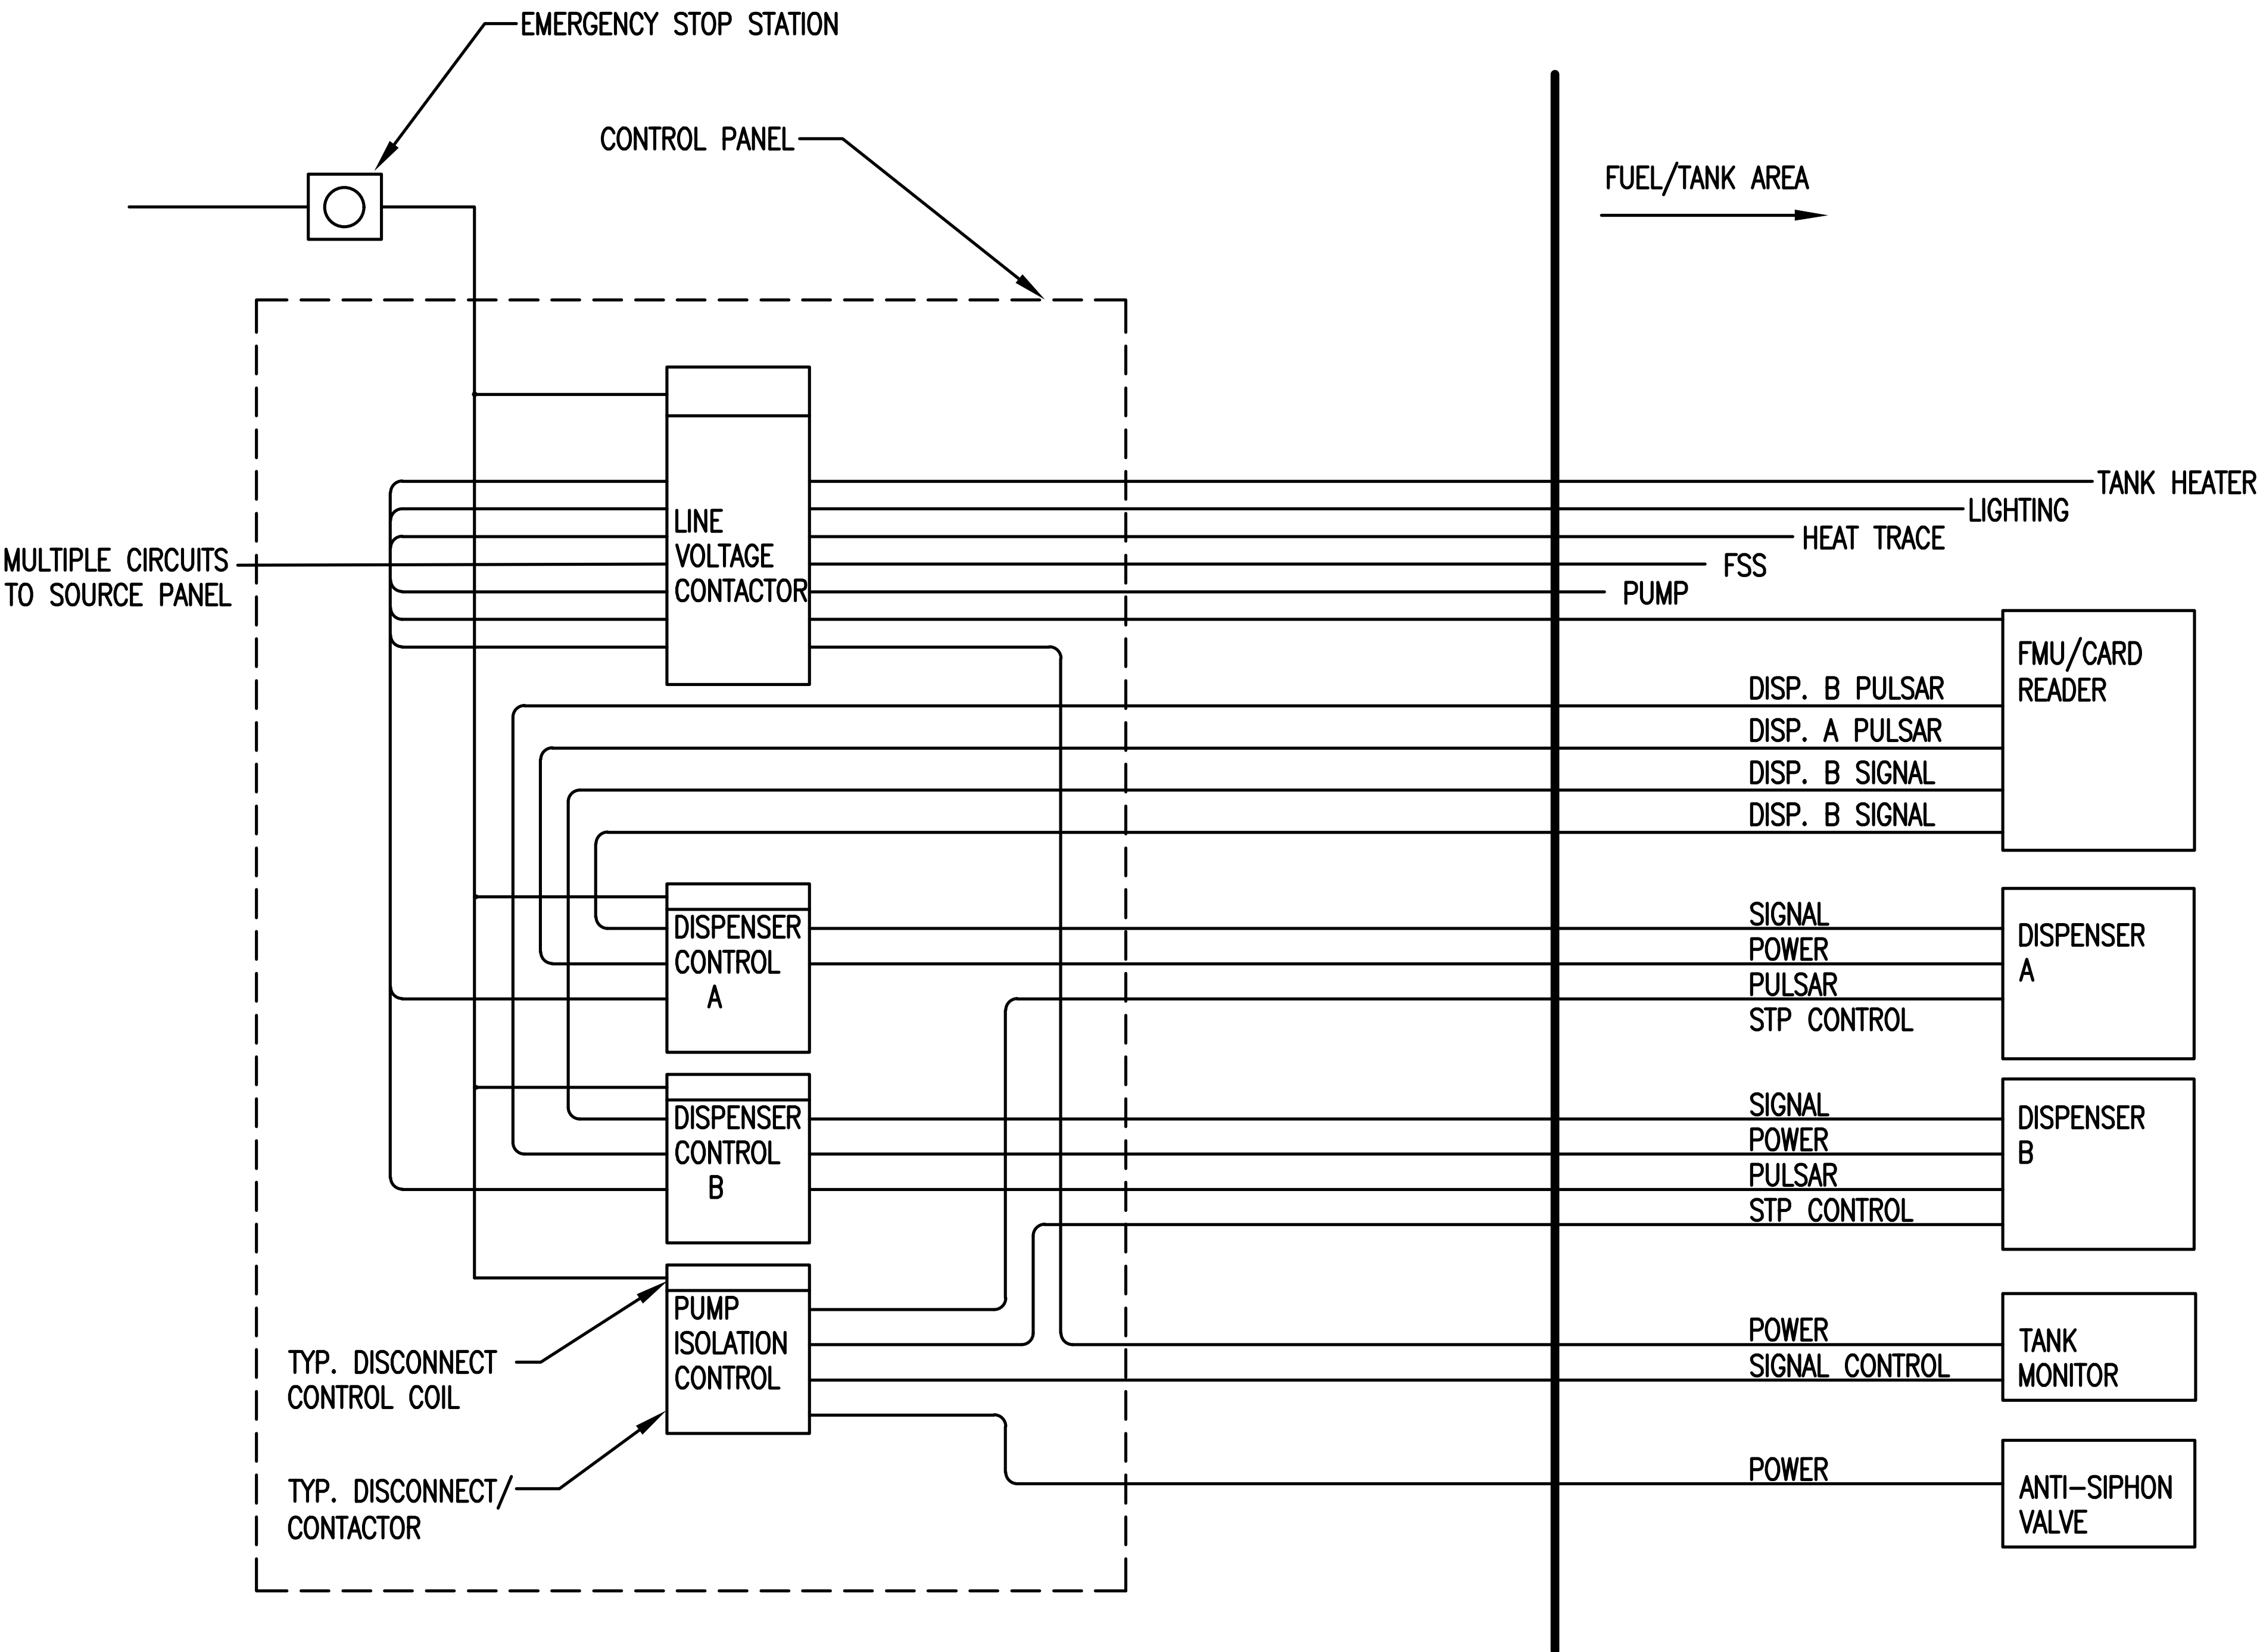 EMERGENCY STOP STATION
CONTROL PANEL
FUEL/TANK AREA
TANK HEATER
LIGHTING
HEAT TRACE
FSS
PUMP
MULTIPLE CIRCUITS
TO SOURCE PANEL
LINE
VOLTAGE
CONTACTOR
FMU/CARD
READER
DISP. B PULSAR
DISP. A PULSAR
DISP. B SIGNAL
DISP. B SIGNAL
DISPENSER
CONTROL
A
SIGNAL
POWER
PULSAR
STP CONTROL
DISPENSER
A
DISPENSER
CONTROL
B
SIGNAL
POWER
PULSAR
STP CONTROL
DISPENSER
B
PUMP
ISOLATION
CONTROL
POWER
SIGNAL CONTROL
TANK
MONITOR
TYP. DISCONNECT
CONTROL COIL
TYP. DISCONNECT/
CONTACTOR
POWER
ANTI-SIPHON
VALVE